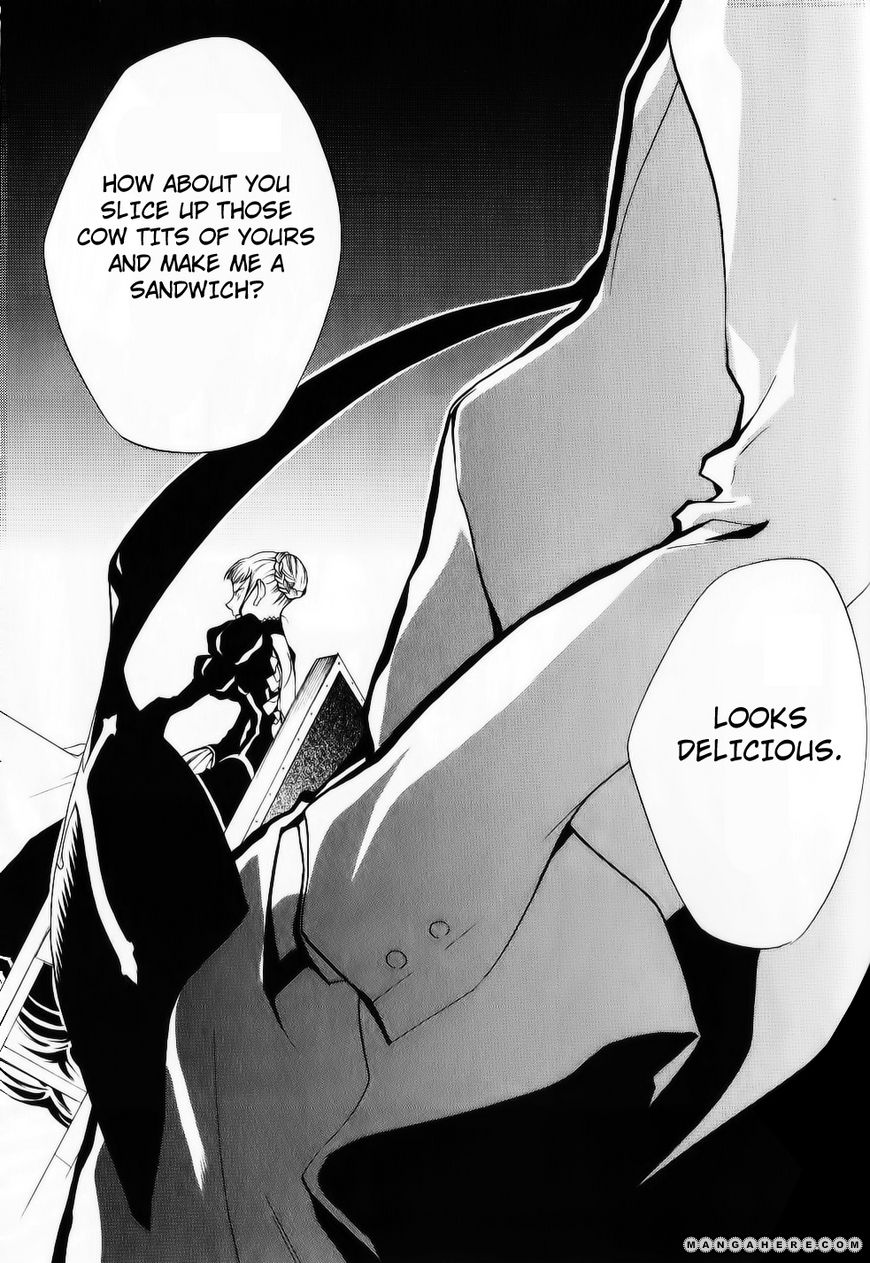 HOW ABOUT YOU
SLICE UP THOSE
COW TITS OF YOURS
AND MAKE ME A
SANDWICH?
LOOKS
DELICIOUS.
MANGAHERE.COM